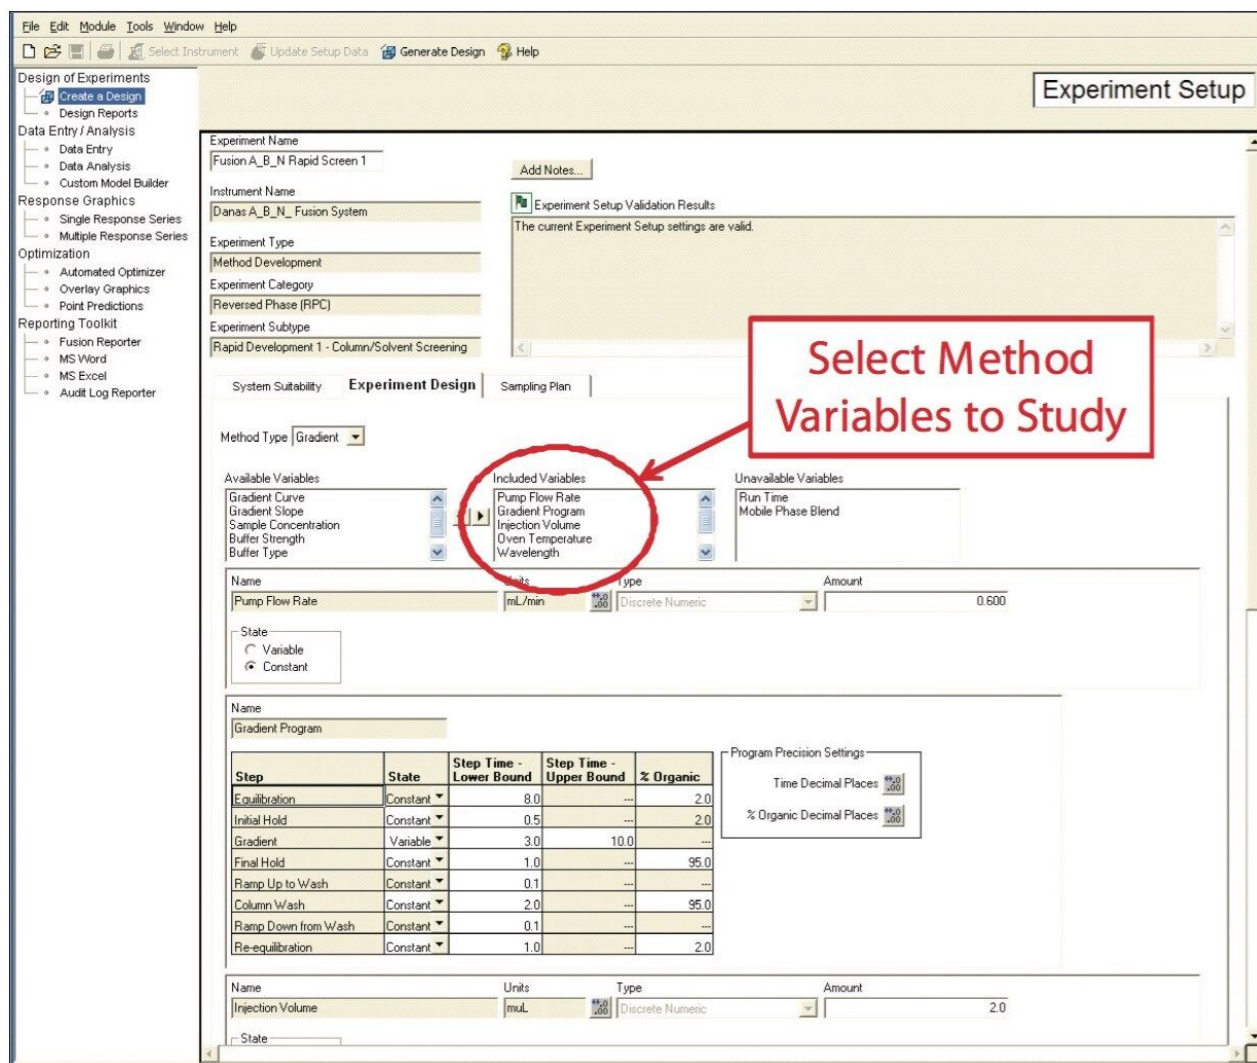 File Edit Module Tools Window Help
Select Instrument Update Setup Data Generate Design Help
Design of Experiments
Create a Design
Design Reports
Data Entry / Analysis
Data Entry
Data Analysis
Custom Model Builder
Response Graphics
Single Response Series
Multiple Response Series
Optimization
Automated Optimizer
Overlay Graphics
Point Predictions
Reporting Toolkit
Fusion Reporter
MS Word
MS Excel
Audit Log Reporter
Experiment Setup
Experiment Name
Fusion A_B_N Rapid Screen 1
Add Notes...
Instrument Name
Danas A_B_N_ Fusion System
Experiment Setup Validation Results
The current Experiment Setup settings are valid.
Experiment Type
Method Development
Experiment Category
Reversed Phase (RPC)
Experiment Subtype
Rapid Development 1 - Column/Solvent Screening
Select Method
Variables to Study
System Suitability Experiment Design Sampling Plan
Method Type Gradient
Available Variables
Gradient Curve
Gradient Slope
Sample Concentration
Buffer Strength
Buffer Type
Included Variables
Pump Flow Rate
Gradient Program
Injection Volume
Oven Temperature
Wavelength
Unavailable Variables
Run Time
Mobile Phase Blend
Name Units Type Amount
Pump Flow Rate mL/min Discrete Numeric 0.600
State
Variable
Constant
Name
Gradient Program
Step State Step Time - Lower Bound Step Time - Upper Bound % Organic
Equilibration Constant 8.0 --- 2.0
Initial Hold Constant 0.5 --- 2.0
Gradient Variable 3.0 10.0 ---
Final Hold Constant 1.0 --- 95.0
Ramp Up to Wash Constant 0.1 --- ---
Column Wash Constant 2.0 --- 95.0
Ramp Down from Wash Constant 0.1 --- ---
Re-equilibration Constant 1.0 --- 2.0
Program Precision Settings
Time Decimal Places
% Organic Decimal Places
Name Units Type Amount
Injection Volume muL Discrete Numeric 2.0
State